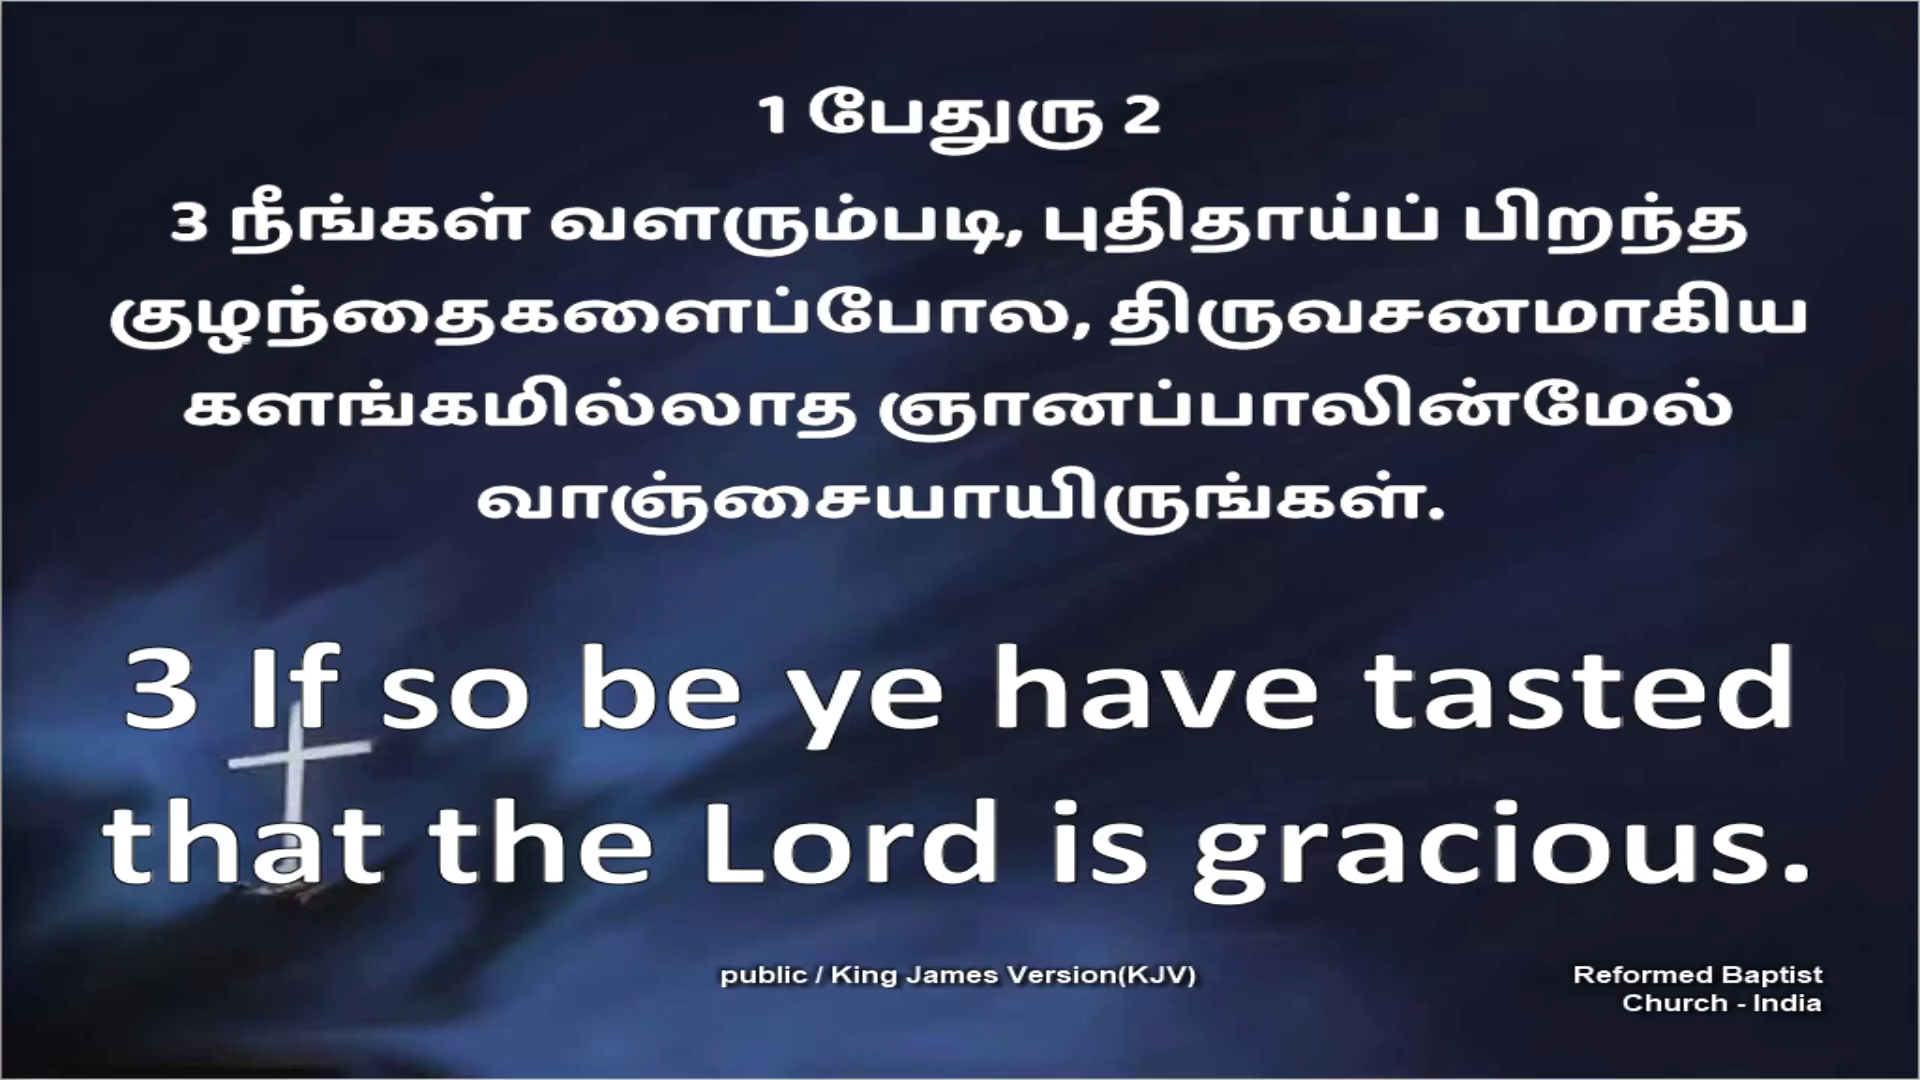 1 பேதுரு 2
3 நீங்கள் வளரும்படி, புதிதாய்ப் பிறந்த
குழந்தைகளைப்போல, திருவசனமாகிய
களங்கமில்லாத ஞானப்பாலின்மேல்
வாஞ்சையாயிருங்கள்.
3 If so be ye have tasted
that the Lord is gracious.
public / King James Version(KJV)
Reformed Baptist
Church - India